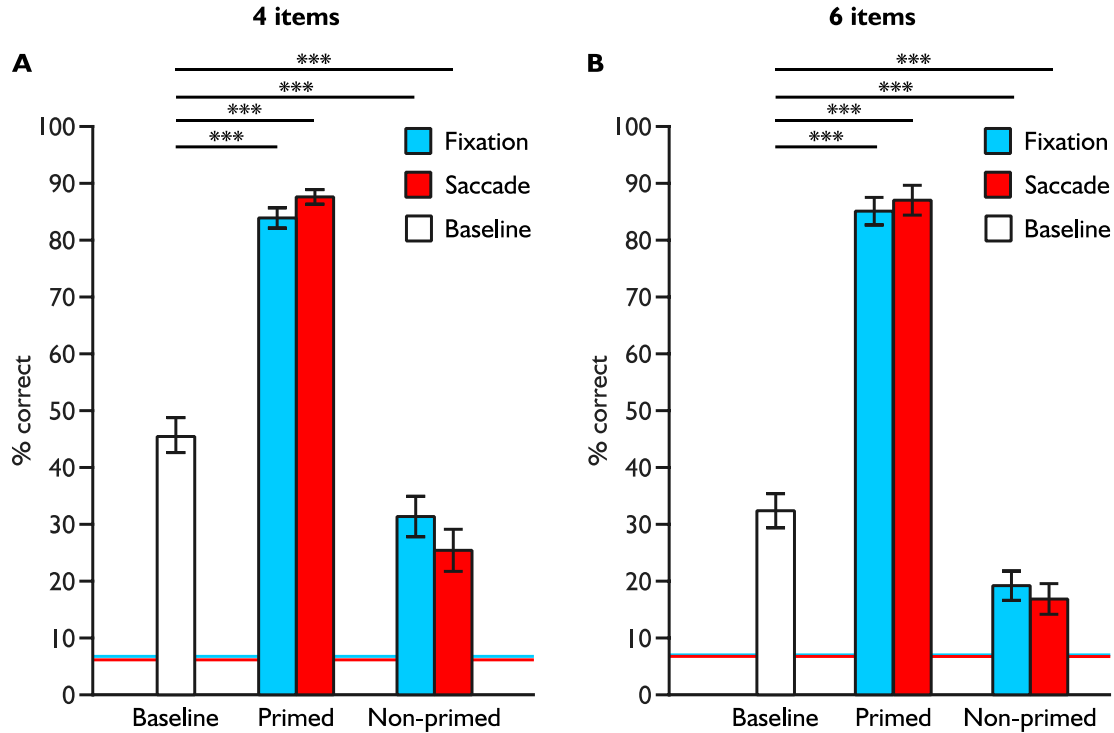 4 items
A
***
***
***
***
% correct
100
90
80
70
60
50
40
30
20
10
0
Fixation
Saccade
Baseline
Baseline
Primed
Non-primed
6 items
B
***
***
***
***
% correct
100
90
80
70
60
50
40
30
20
10
0
Fixation
Saccade
Baseline
Baseline
Primed
Non-primed